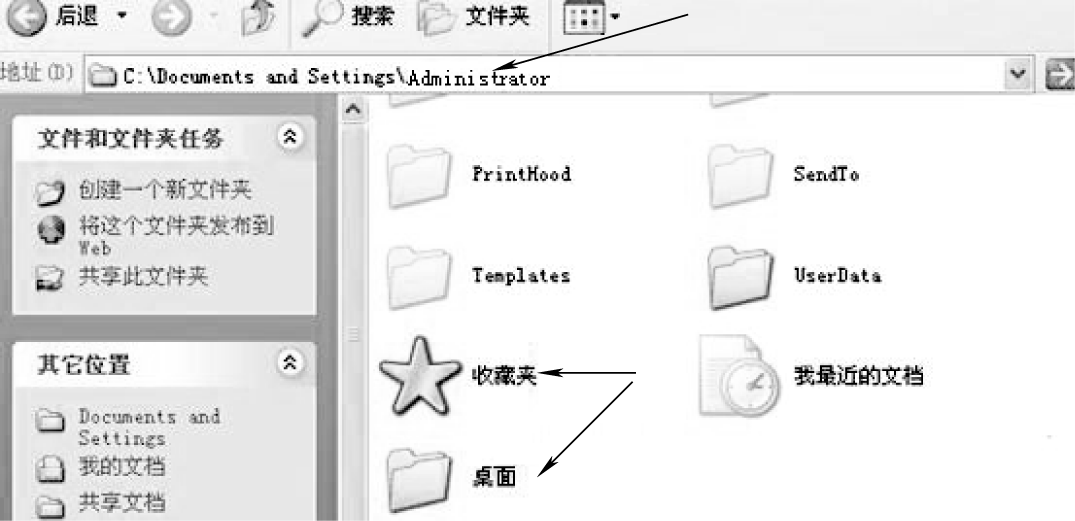 后退 搜索 文件夹
地址(D) C:\Documents and Settings\Administrator
文件和文件夹任务
创建一个新文件夹
将这个文件夹发布到
Web
共享此文件夹
其它位置
Documents and
Settings
我的文档
共享文档
PrintHood
SendTo
Templates
UserData
收藏夹
我最近的文档
桌面